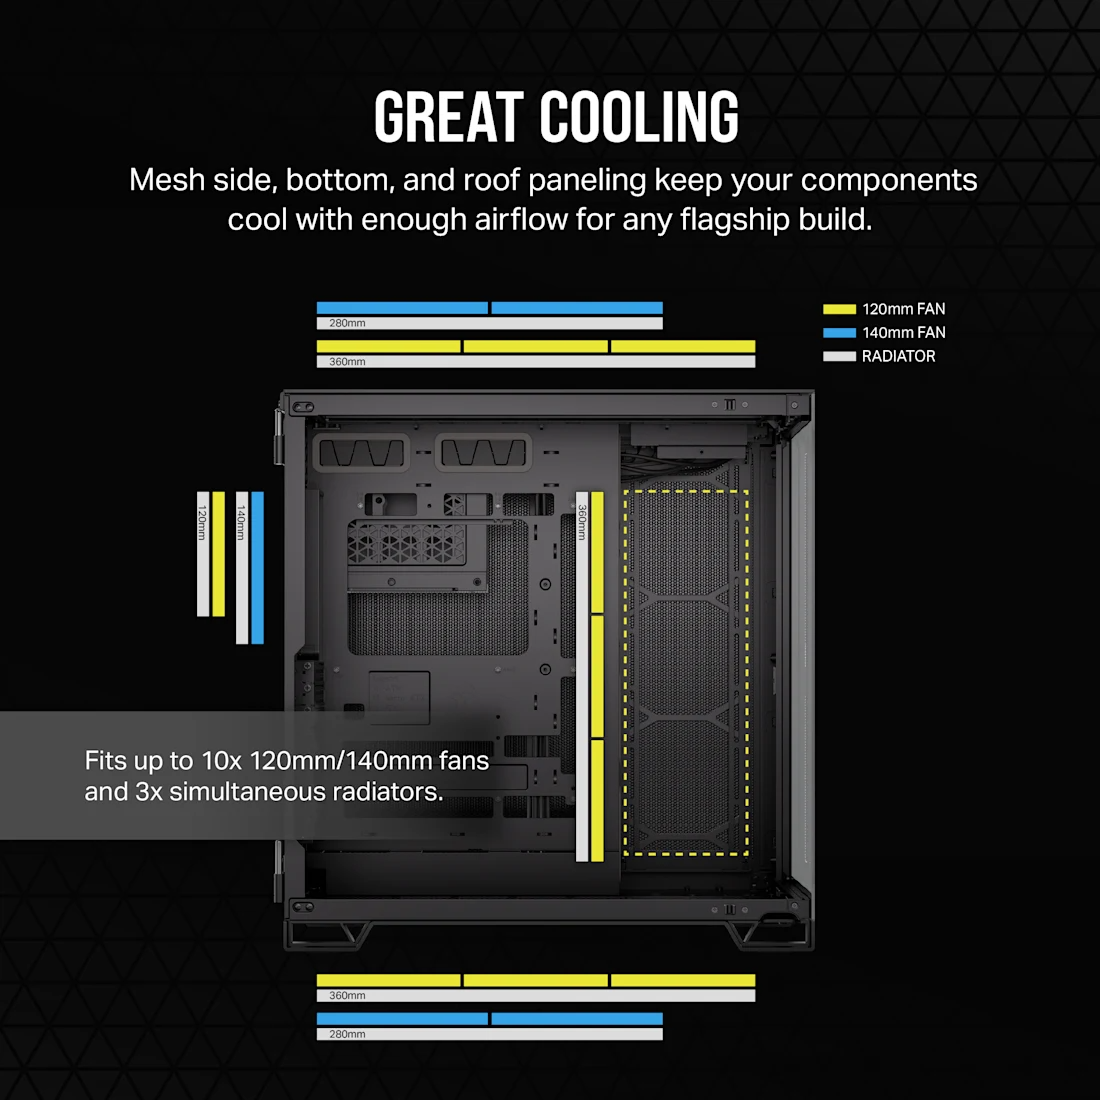 GREAT COOLING
Mesh side, bottom, and roof paneling keep your components
cool with enough airflow for any flagship build.
280mm
360mm
120mm FAN
140mm FAN
RADIATOR
120mm
140mm
360mm
Fits up to 10x 120mm/140mm fans
and 3x simultaneous radiators.
360mm
280mm